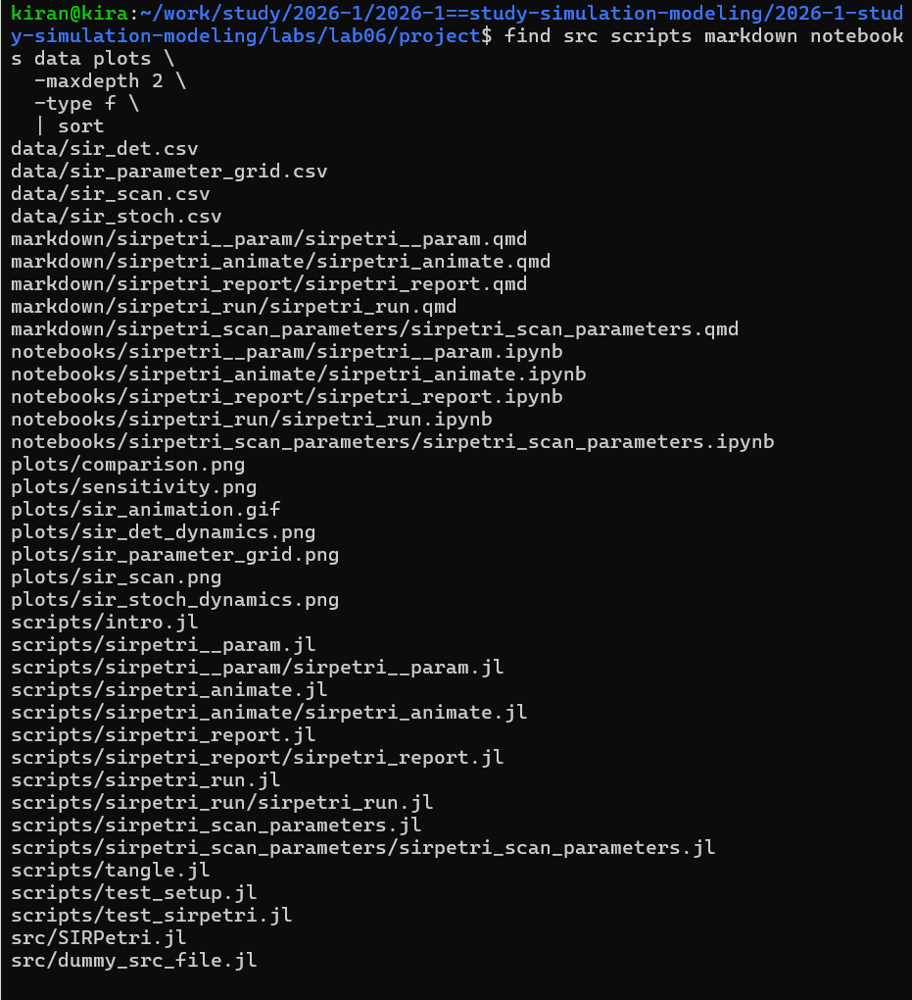 kiran@kira:~/work/study/2026-1/2026-1==study-simulation-modeling/2026-1-stud
y-simulation-modeling/labs/lab06/project$ find src scripts markdown notebook
s data plots \
  -maxdepth 2 \
  -type f \
  | sort
data/sir_det.csv
data/sir_parameter_grid.csv
data/sir_scan.csv
data/sir_stoch.csv
markdown/sirpetri__param/sirpetri__param.qmd
markdown/sirpetri_animate/sirpetri_animate.qmd
markdown/sirpetri_report/sirpetri_report.qmd
markdown/sirpetri_run/sirpetri_run.qmd
markdown/sirpetri_scan_parameters/sirpetri_scan_parameters.qmd
notebooks/sirpetri__param/sirpetri__param.ipynb
notebooks/sirpetri_animate/sirpetri_animate.ipynb
notebooks/sirpetri_report/sirpetri_report.ipynb
notebooks/sirpetri_run/sirpetri_run.ipynb
notebooks/sirpetri_scan_parameters/sirpetri_scan_parameters.ipynb
plots/comparison.png
plots/sensitivity.png
plots/sir_animation.gif
plots/sir_det_dynamics.png
plots/sir_parameter_grid.png
plots/sir_scan.png
plots/sir_stoch_dynamics.png
scripts/intro.jl
scripts/sirpetri__param.jl
scripts/sirpetri__param/sirpetri__param.jl
scripts/sirpetri_animate.jl
scripts/sirpetri_animate/sirpetri_animate.jl
scripts/sirpetri_report.jl
scripts/sirpetri_report/sirpetri_report.jl
scripts/sirpetri_run.jl
scripts/sirpetri_run/sirpetri_run.jl
scripts/sirpetri_scan_parameters.jl
scripts/sirpetri_scan_parameters/sirpetri_scan_parameters.jl
scripts/tangle.jl
scripts/test_setup.jl
scripts/test_sirpetri.jl
src/SIRPetri.jl
src/dummy_src_file.jl